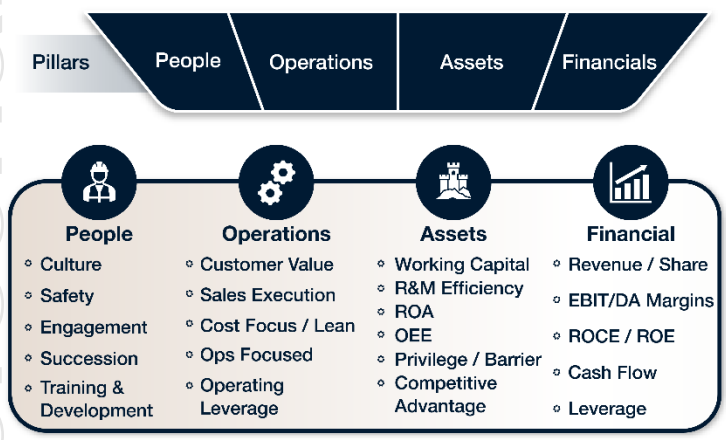 Pillars
People
Operations
Assets
Financials
People
Culture
Safety
Engagement
Succession
Training &
Development
Operations
Customer Value
Sales Execution
Cost Focus / Lean
Ops Focused
Operating
Leverage
Assets
Working Capital
R&M Efficiency
ROA
OEE
Privilege / Barrier
Competitive
Advantage
Financial
Revenue / Share
EBIT/DA Margins
ROCE / ROE
Cash Flow
Leverage